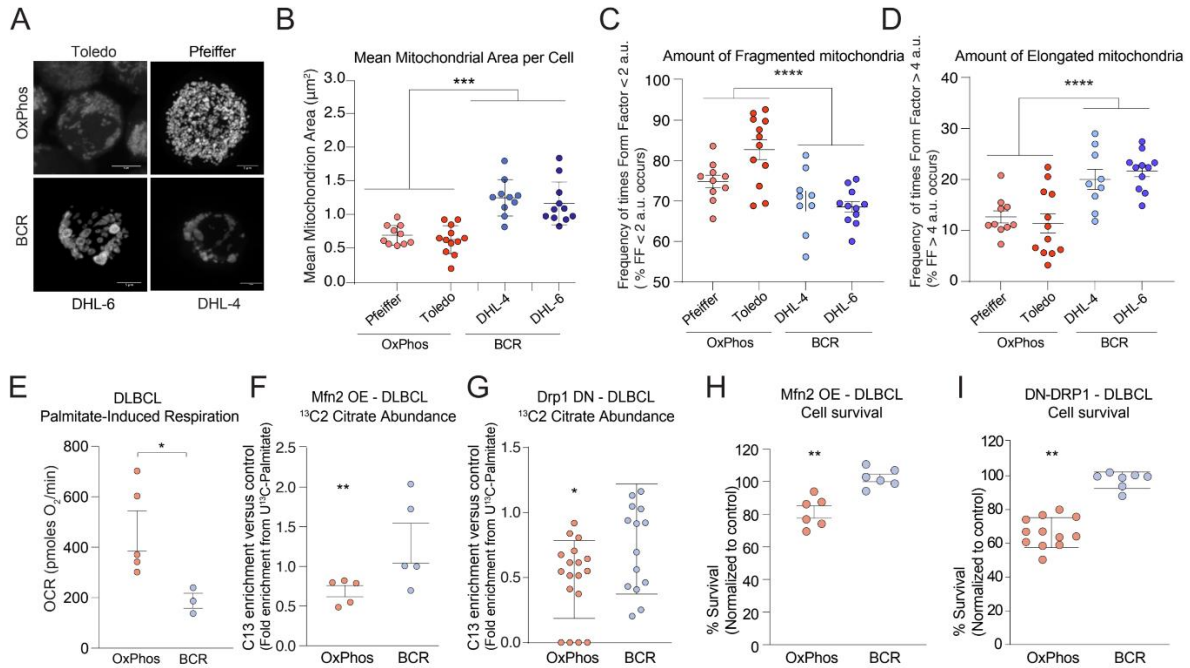 A
Toledo
Pfeiffer
OxPhos
BCR
DHL-6
DHL-4
B
Mean Mitochondrial Area per Cell
***
Mean Mitochondrion Area (µm²)
3.0
2.5
2.0
1.5
1.0
0.5
0.0
Pfeiffer
Toledo
DHL-4
DHL-6
OxPhos
BCR
C
Amount of Fragmented mitochondria
****
Frequency of times Form Factor < 2 a.u.
(% FF < 2 a.u. occurs)
100
90
80
70
60
50
Pfeiffer
Toledo
DHL-4
DHL-6
OxPhos
BCR
D
Amount of Elongated mitochondria
****
Frequency of times Form Factor > 4 a.u.
(% FF > 4 a.u. occurs)
40
30
20
10
0
Pfeiffer
Toledo
DHL-4
DHL-6
OxPhos
BCR
E
DLBCL
Palmitate-Induced Respiration
*
OCR (pmoles O₂/min)
800
600
400
200
0
OxPhos
BCR
F
Mfn2 OE - DLBCL
¹³C2 Citrate Abundance
**
C13 enrichment versus control
(Fold enrichment from U¹³C-Palmitate)
2.5
2.0
1.5
1.0
0.5
0.0
OxPhos
BCR
G
Drp1 DN - DLBCL
¹³C2 Citrate Abundance
*
C13 enrichment versus control
(Fold enrichment from U¹³C-Palmitate)
1.5
1.0
0.5
0.0
OxPhos
BCR
H
Mfn2 OE - DLBCL
Cell survival
**
% Survival
(Normalized to control)
120
100
80
60
40
20
0
OxPhos
BCR
I
DN-DRP1 - DLBCL
Cell survival
**
% Survival
(Normalized to control)
120
100
80
60
40
20
0
OxPhos
BCR